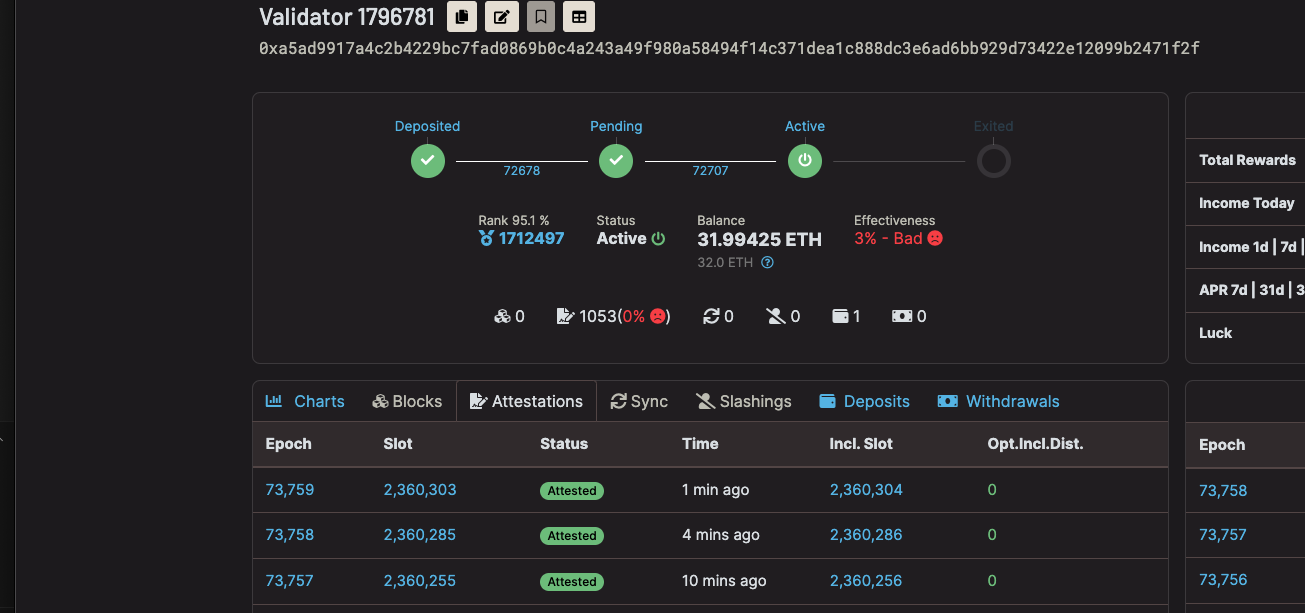 Validator 1796781
0xa5ad9917a4c2b4229bc7fad0869b0c4a243a49f980a58494f14c371dea1c888dc3e6ad6bb929d73422e12099b2471f2f
Deposited Pending Active Exited
72678 72707
Rank 95.1 % Status Balance Effectiveness
1712497 Active 31.99425 ETH 3% - Bad
32.0 ETH
0 1053(0%) 0 0 1 0
Total Rewards
Income Today
Income 1d | 7d |
APR 7d | 31d | 3
Luck
Charts Blocks Attestations Sync Slashings Deposits Withdrawals
Epoch Slot Status Time Incl. Slot Opt.Incl.Dist.
73,759 2,360,303 Attested 1 min ago 2,360,304 0
73,758 2,360,285 Attested 4 mins ago 2,360,286 0
73,757 2,360,255 Attested 10 mins ago 2,360,256 0
Epoch
73,758
73,757
73,756